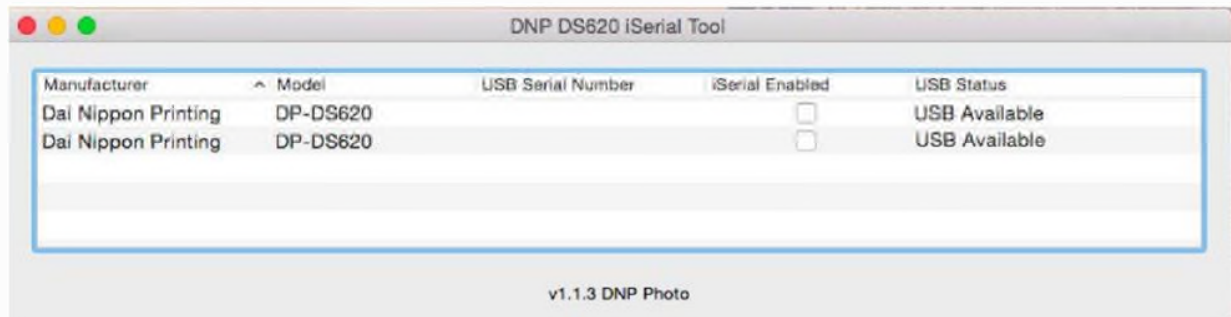 DNP DS620 iSerial Tool
Manufacturer Model USB Serial Number iSerial Enabled USB Status
Dai Nippon Printing DP-DS620 USB Available
Dai Nippon Printing DP-DS620 USB Available
v1.1.3 DNP Photo